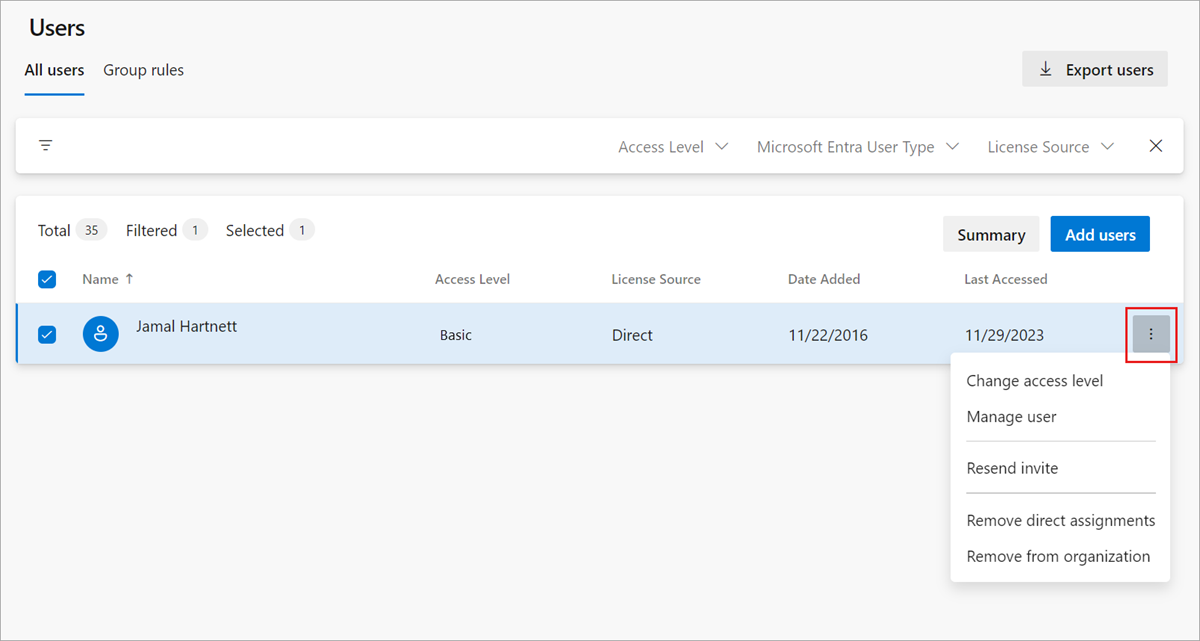 Users
All users Group rules
Export users
Access Level Microsoft Entra User Type License Source
Total 35 Filtered 1 Selected 1
Summary Add users
Name ↑ Access Level License Source Date Added Last Accessed
Jamal Hartnett Basic Direct 11/22/2016 11/29/2023
Change access level
Manage user
Resend invite
Remove direct assignments
Remove from organization